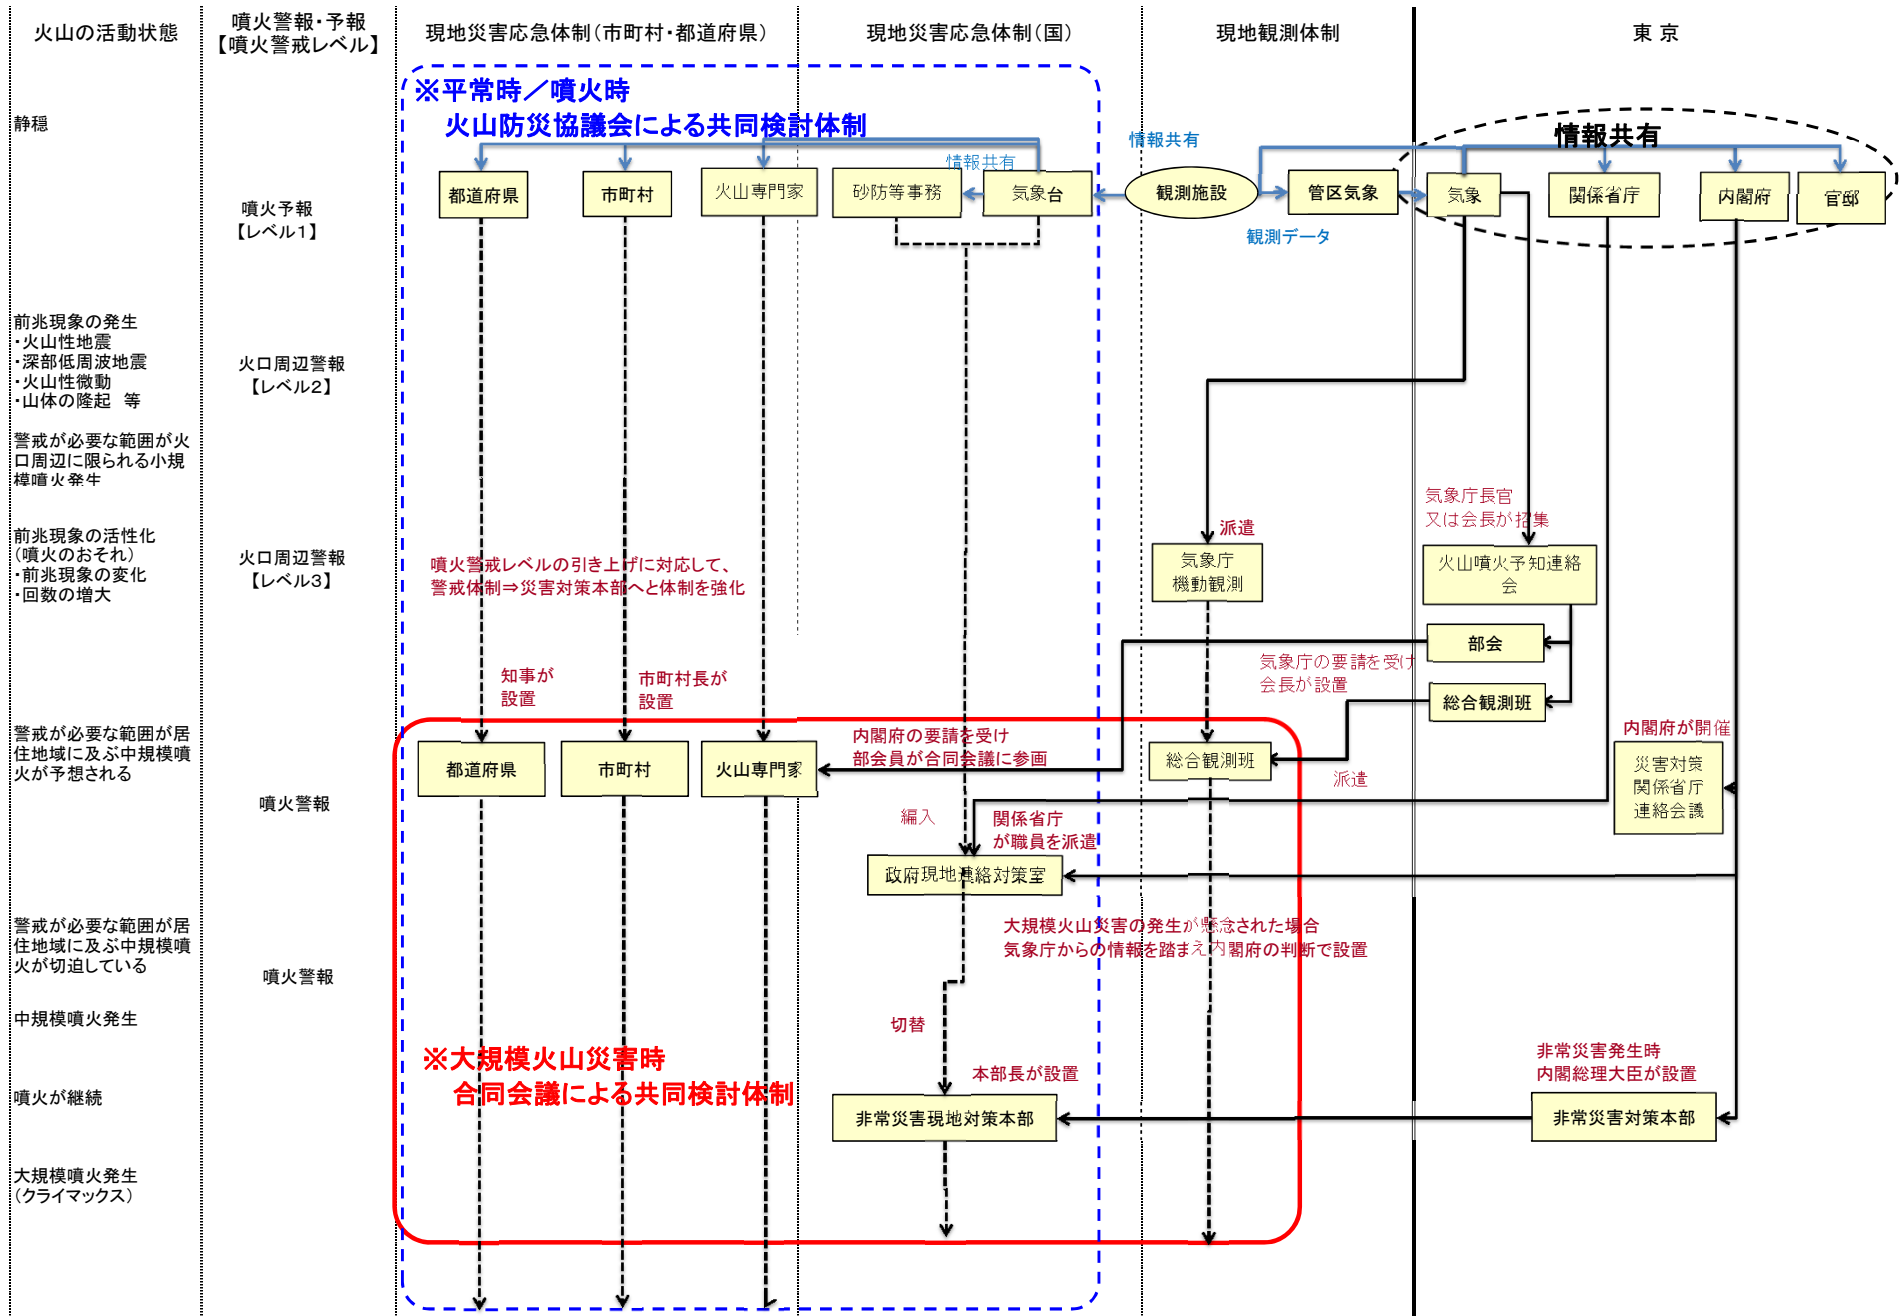 火山の活動状態
噴火警報・予報
【噴火警戒レベル】
現地災害応急体制(市町村・都道府県)
現地災害応急体制(国)
現地観測体制
東 京
※平常時／噴火時
火山防災協議会による共同検討体制
静穏
情報共有
情報共有
情報共有
都道府県
市町村
火山専門家
砂防等事務
気象台
観測施設
管区気象
気象
関係省庁
内閣府
官邸
噴火予報
【レベル1】
観測データ
前兆現象の発生
・火山性地震
・深部低周波地震
・火山性微動
・山体の隆起 等
火口周辺警報
【レベル2】
警戒が必要な範囲が火
口周辺に限られる小規
模噴火発生
気象庁長官
又は会長が招集
派遣
前兆現象の活性化
(噴火のおそれ)
・前兆現象の変化
・回数の増大
火口周辺警報
【レベル3】
噴火警戒レベルの引き上げに対応して、
警戒体制⇒災害対策本部へと体制を強化
気象庁
機動観測
火山噴火予知連絡
会
部会
気象庁の要請を受け
会長が設置
知事が
設置
市町村長が
設置
総合観測班
警戒が必要な範囲が居
住地域に及ぶ中規模噴
火が予想される
内閣府の要請を受け
部会員が合同会議に参画
内閣府が開催
都道府県
市町村
火山専門家
総合観測班
派遣
災害対策
関係省庁
連絡会議
噴火警報
編入
関係省庁
が職員を派遣
政府現地連絡対策室
警戒が必要な範囲が居
住地域に及ぶ中規模噴
火が切迫している
大規模火山災害の発生が懸念された場合
気象庁からの情報を踏まえ内閣府の判断で設置
噴火警報
中規模噴火発生
切替
※大規模火山災害時
合同会議による共同検討体制
本部長が設置
非常災害発生時
内閣総理大臣が設置
噴火が継続
非常災害現地対策本部
非常災害対策本部
大規模噴火発生
(クライマックス)